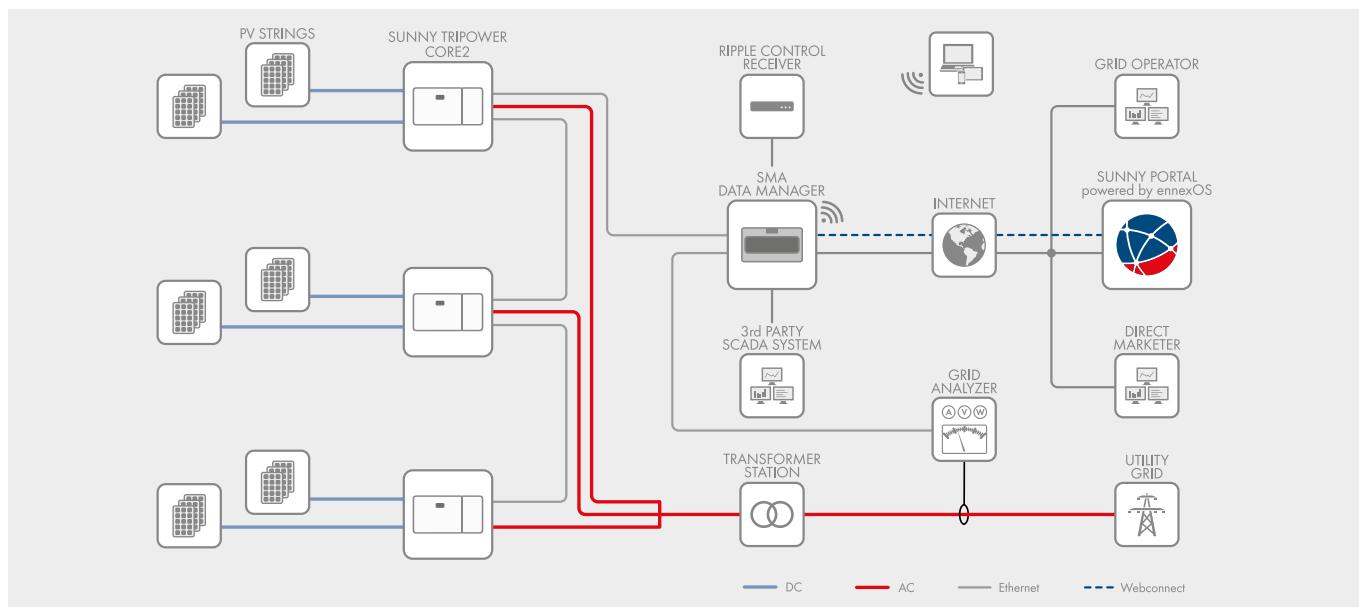 PV STRINGS
SUNNY TRIPOWER
CORE2
RIPPLE CONTROL
RECEIVER
GRID OPERATOR
SMA
DATA MANAGER
INTERNET
SUNNY PORTAL
powered by ennexOS
3rd PARTY
SCADA SYSTEM
DIRECT
MARKETER
GRID
ANALYZER
A V W
TRANSFORMER
STATION
UTILITY
GRID
DC
AC
Ethernet
Webconnect